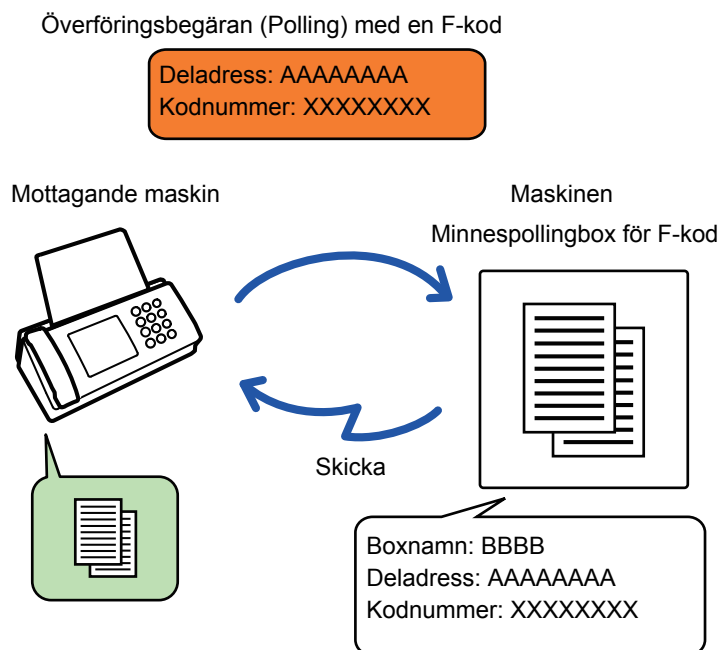 Överföringsbegäran (Polling) med en F-kod
Deladress: AAAAAAAA
Kodnummer: XXXXXXXX
Mottagande maskin
Maskinen
Minnespollingbox för F-kod
Skicka
Boxnamn: BBBB
Deladress: AAAAAAAA
Kodnummer: XXXXXXXX